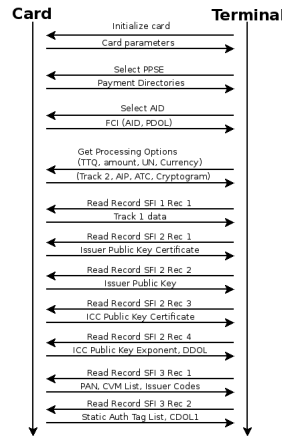 Card Terminal
Initialize card
Card parameters
Select PPSE
Payment Directories
Select AID
FCI (AID, PDOL)
Get Processing Options
(TTQ, amount, UN, Currency)
(Track 2, AIP, ATC, Cryptogram)
Read Record SFI 1 Rec 1
Track 1 data
Read Record SFI 2 Rec 1
Issuer Public Key Certificate
Read Record SFI 2 Rec 2
Issuer Public Key
Read Record SFI 2 Rec 3
ICC Public Key Certificate
Read Record SFI 2 Rec 4
ICC Public Key Exponent, DDOL
Read Record SFI 3 Rec 1
PAN, CVM List, Issuer Codes
Read Record SFI 3 Rec 2
Static Auth Tag List, CDOL1